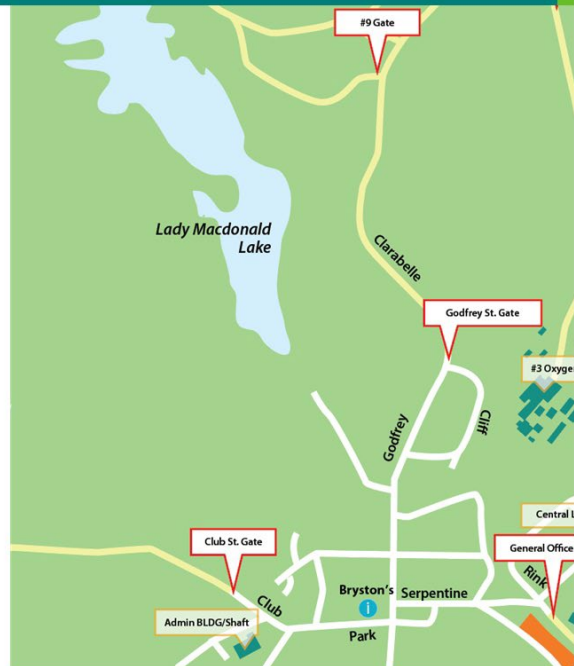 #9 Gate
Lady Macdonald
Lake
Clarabelle
Godfrey St. Gate
#3 Oxyge
Godfrey
Cliff
Central L
Club St. Gate
General Office
Rink
Bryston's
Serpentine
Club
Admin BLDG/Shaft
Park